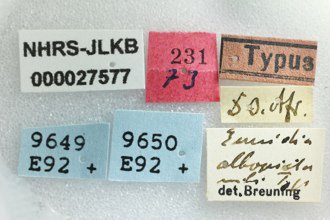 NHRS-JLKB
000027577
231
73
Typus
D.O.Afr.
9649
E92 +
9650
E92 +
det. Breuning